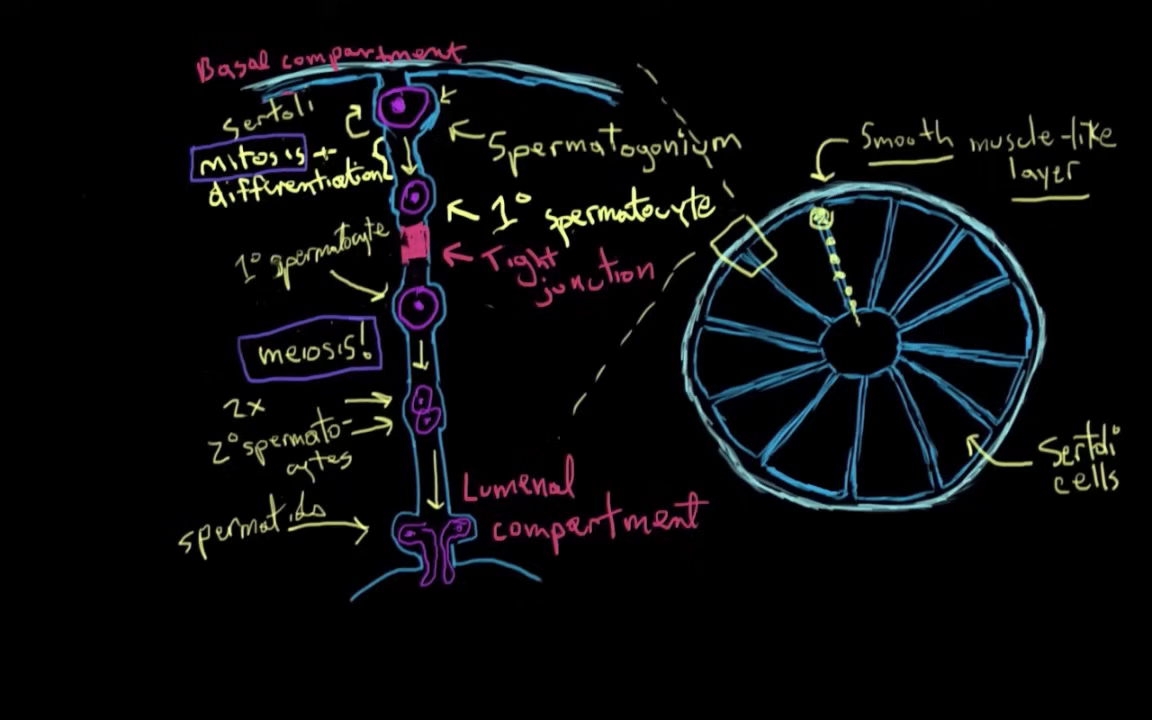 Basal compartment
Sertoli
mitosis +
differentiation
Spermatogonium
1° spermatocyte
1° spermatocyte
Tight
junction
meiosis!
2x
2° spermato-
cytes
spermatids
Lumenal
compartment
Smooth muscle-like
layer
Sertoli
cells